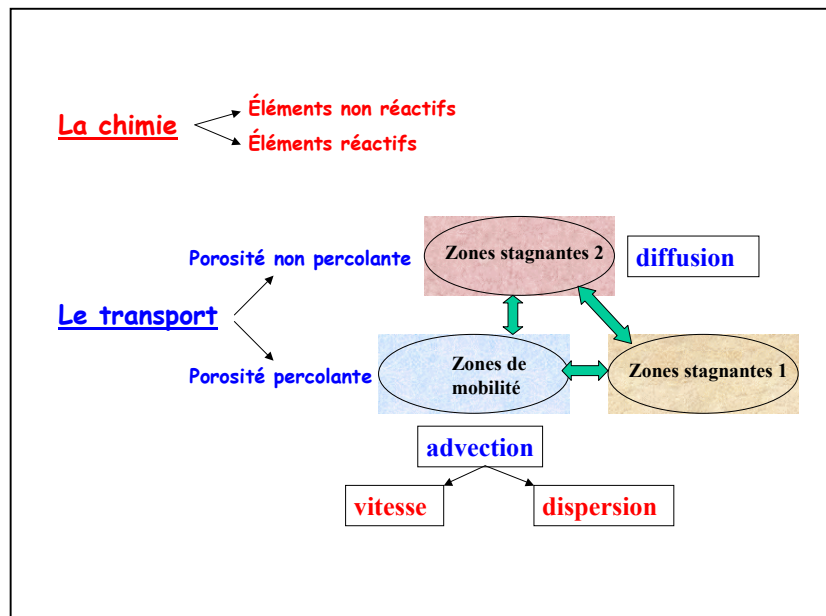 La chimie
Éléments non réactifs
Éléments réactifs
Le transport
Porosité non percolante
Zones stagnantes 2
diffusion
Porosité percolante
Zones de
mobilité
Zones stagnantes 1
advection
vitesse
dispersion